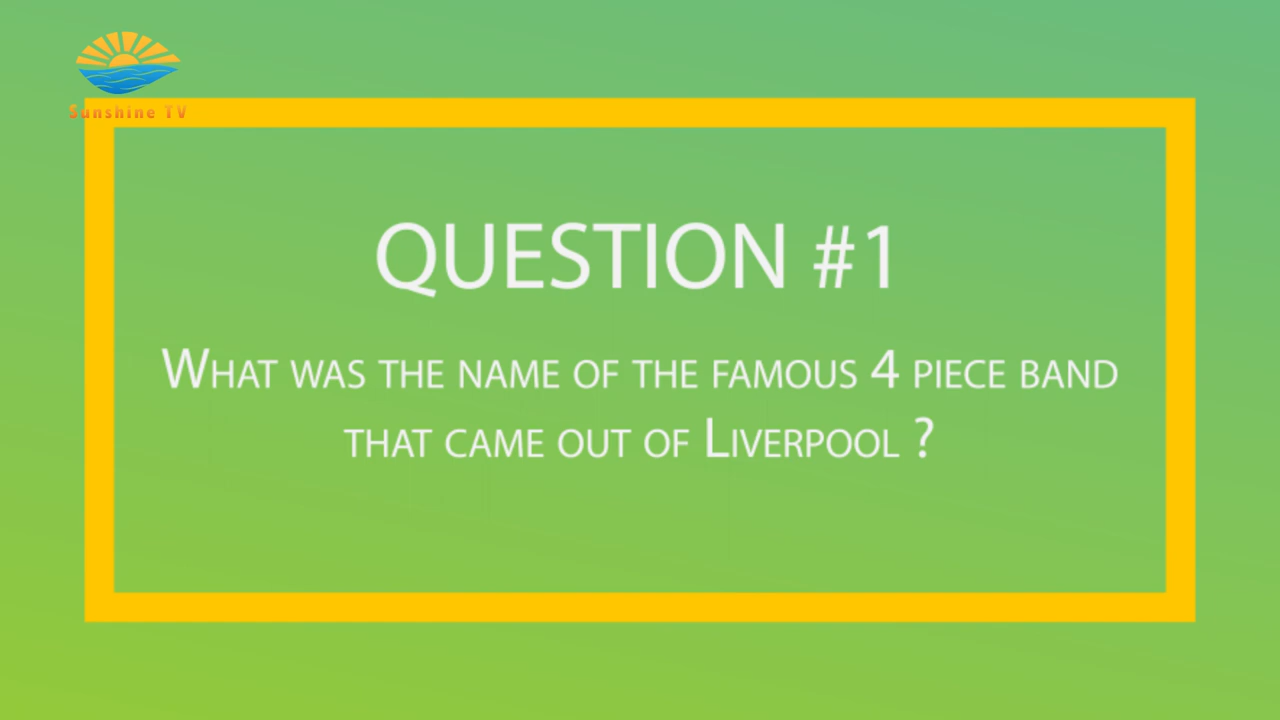 Sunshine TV
QUESTION #1
What was the name of the famous 4 piece band
that came out of Liverpool ?